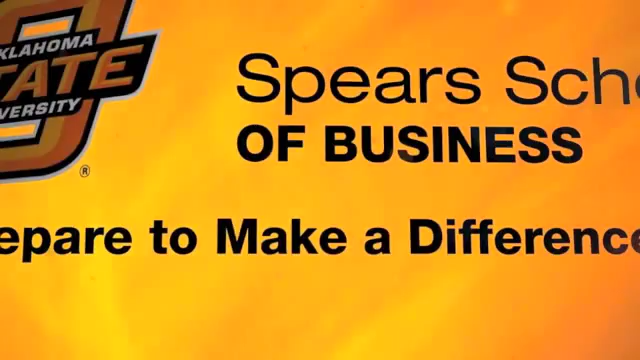 KLAHOMA
STATE
VERSITY
®
Spears Scho
OF BUSINESS
epare to Make a Difference